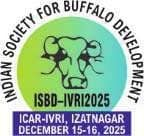 INDIAN SOCIETY FOR BUFFALO DEVELOPMENT
ISBD-IVRI2025
ICAR-IVRI, IZATNAGAR
DECEMBER 15-16, 2025